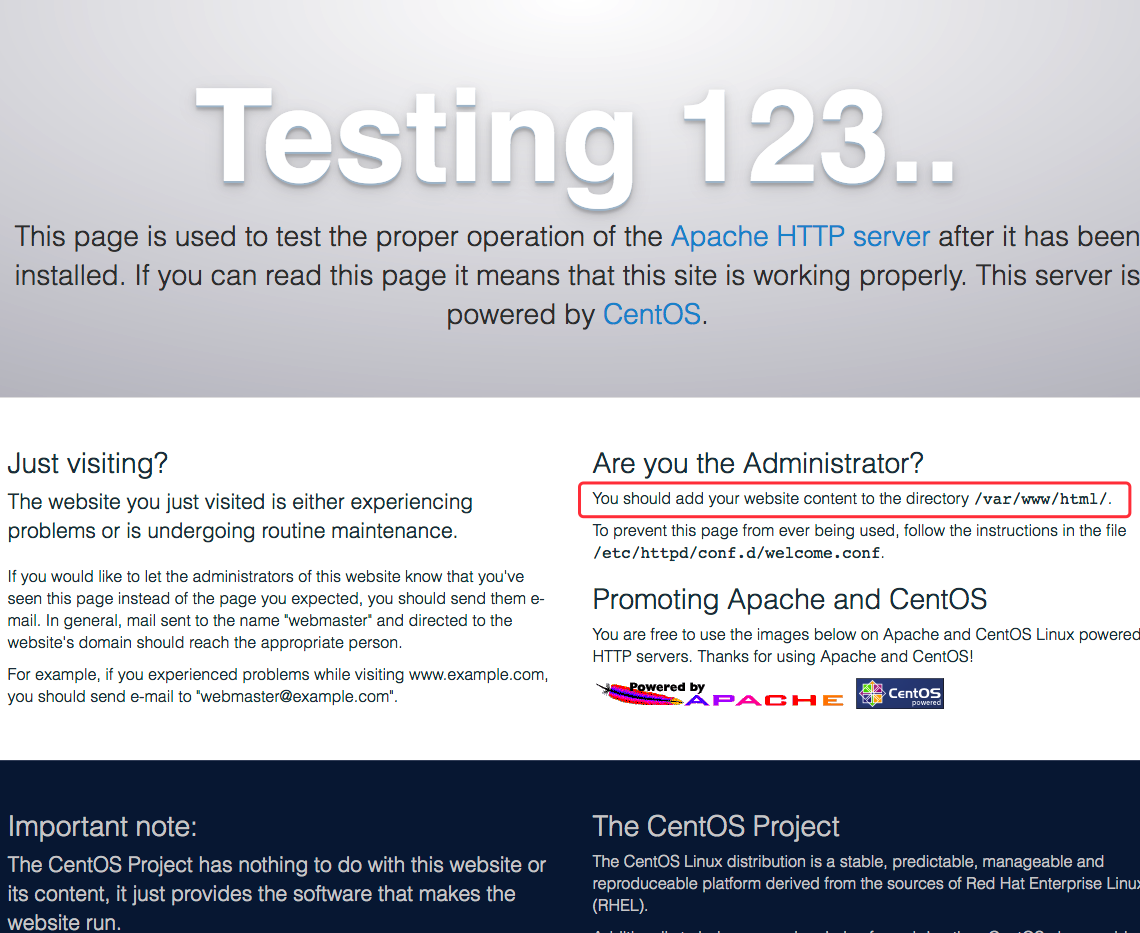 Testing 123..
This page is used to test the proper operation of the Apache HTTP server after it has been
installed. If you can read this page it means that this site is working properly. This server is
powered by CentOS.
Just visiting?
The website you just visited is either experiencing
problems or is undergoing routine maintenance.
If you would like to let the administrators of this website know that you've
seen this page instead of the page you expected, you should send them e-
mail. In general, mail sent to the name "webmaster" and directed to the
website's domain should reach the appropriate person.
For example, if you experienced problems while visiting www.example.com,
you should send e-mail to "webmaster@example.com".
Are you the Administrator?
You should add your website content to the directory /var/www/html/.
To prevent this page from ever being used, follow the instructions in the file
/etc/httpd/conf.d/welcome.conf.
Promoting Apache and CentOS
You are free to use the images below on Apache and CentOS Linux powered
HTTP servers. Thanks for using Apache and CentOS!
Powered by
APACHE
CentOS
powered
Important note:
The CentOS Project has nothing to do with this website or
its content, it just provides the software that makes the
website run.
The CentOS Project
The CentOS Linux distribution is a stable, predictable, manageable and
reproduceable platform derived from the sources of Red Hat Enterprise Linux
(RHEL).